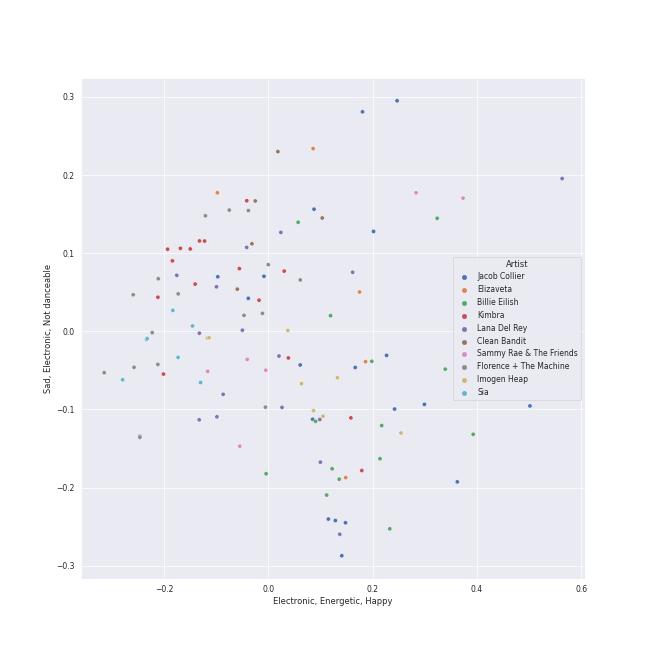 0.3
0.2
0.1
0.0
−0.1
−0.2
−0.3
Sad, Electronic, Not danceable
Artist
Jacob Collier
Elizaveta
Billie Eilish
Kimbra
Lana Del Rey
Clean Bandit
Sammy Rae & The Friends
Florence + The Machine
Imogen Heap
Sia
−0.2 0.0 0.2 0.4 0.6
Electronic, Energetic, Happy